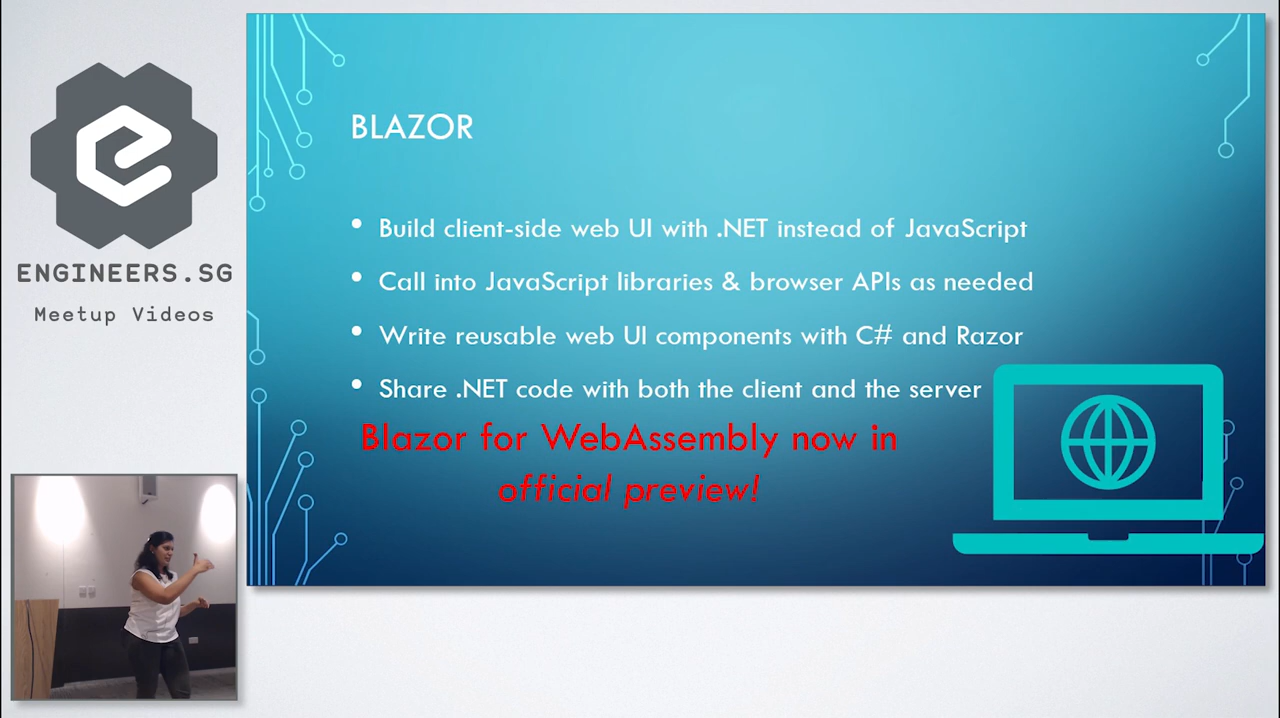 ENGINEERS.SG
Meetup Videos
BLAZOR
• Build client-side web UI with .NET instead of JavaScript
• Call into JavaScript libraries & browser APIs as needed
• Write reusable web UI components with C# and Razor
• Share .NET code with both the client and the server
Blazor for WebAssembly now in
official preview!